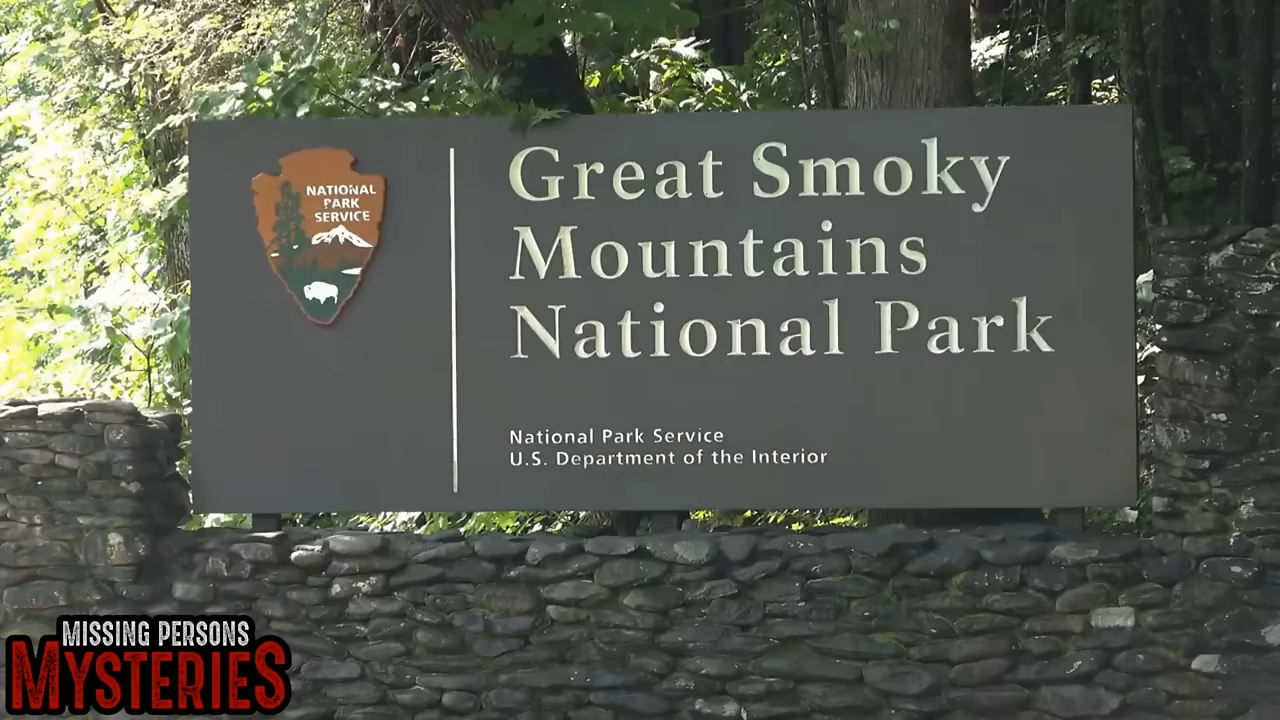 NATIONAL
PARK
SERVICE
Great Smoky
Mountains
National Park
National Park Service
U.S. Department of the Interior
MISSING PERSONS
MYSTERIES